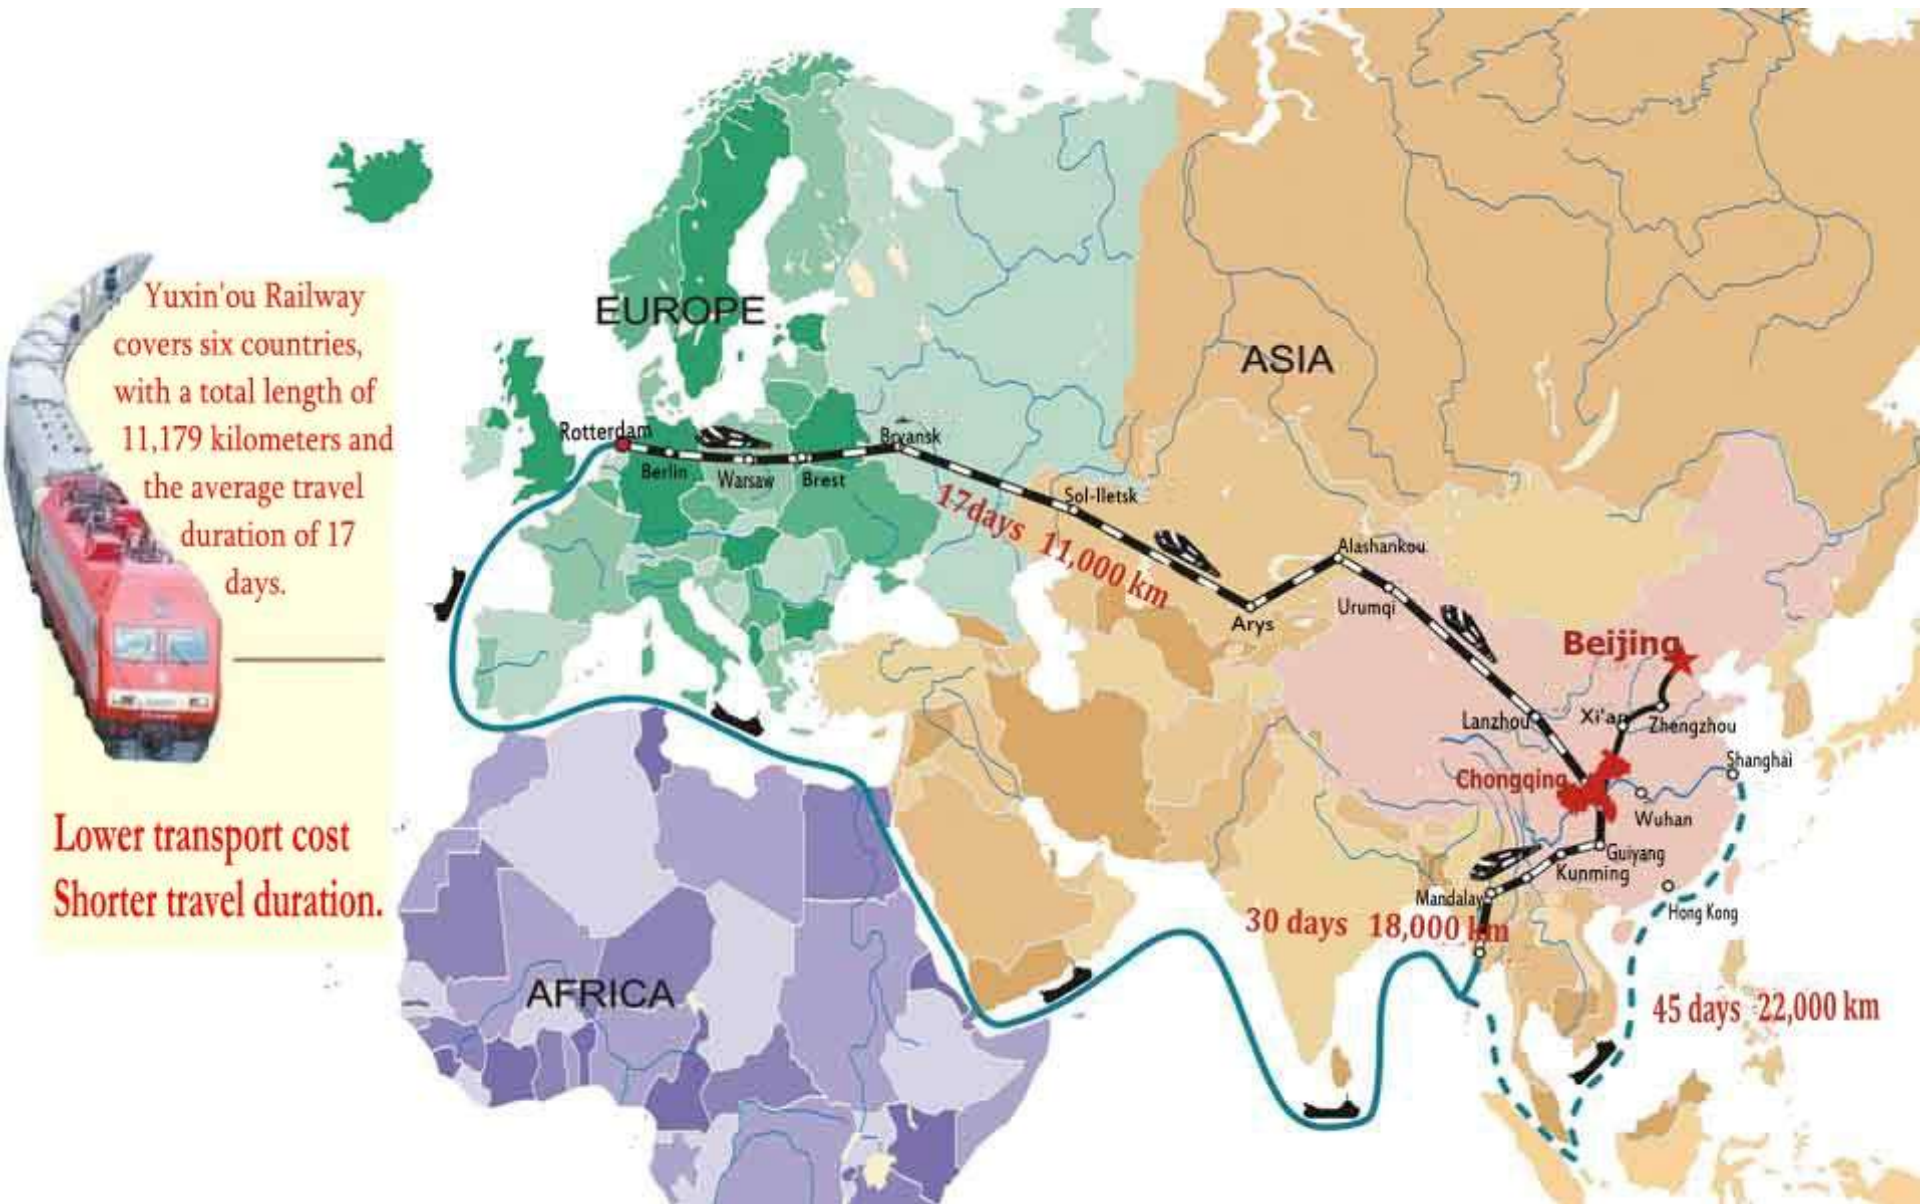 Yuxin'ou Railway
covers six countries,
with a total length of
11,179 kilometers and
the average travel
duration of 17
days.
Lower transport cost
Shorter travel duration.
EUROPE
ASIA
AFRICA
Rotterdam
Berlin
Warsaw
Brest
Bryansk
Sol-Iletsk
17days 11,000 km
Arys
Alashankou
Urumqi
Beijing
Lanzhou
Xi'an
Zhengzhou
Shanghai
Chongqing
Wuhan
Guiyang
Kunming
Mandalay
Hong Kong
30 days 18,000 km
45 days 22,000 km